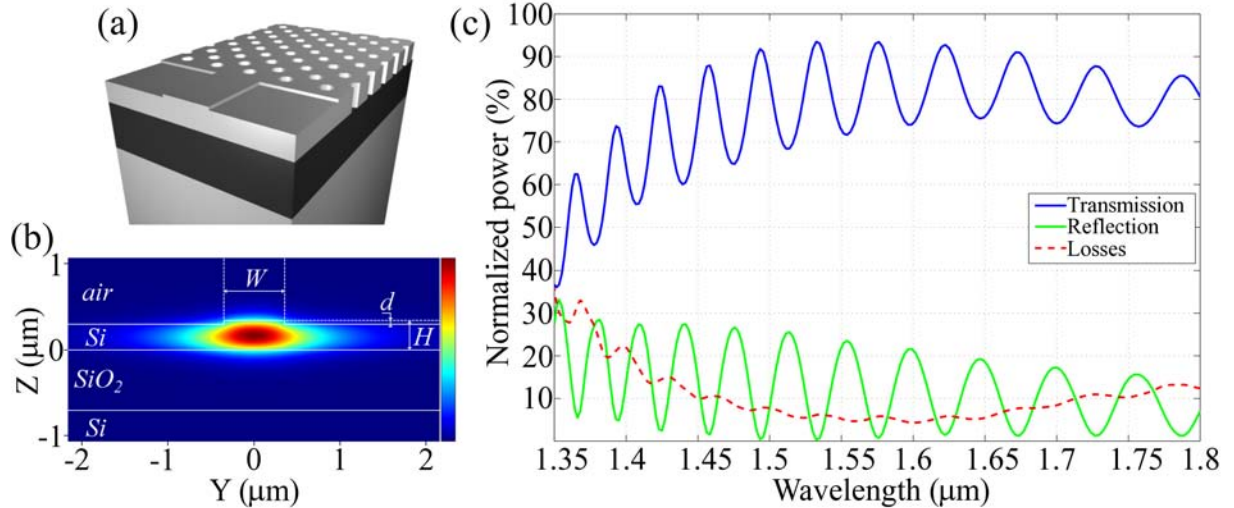 (a)
(b)
1
0
-1
Z (μm)
air
Si
SiO₂
Si
W
d
H
-2 -1 0 1 2
Y (μm)
(c)
100
90
80
70
60
50
40
30
20
10
Normalized power (%)
Transmission
Reflection
Losses
1.35 1.4 1.45 1.5 1.55 1.6 1.65 1.7 1.75 1.8
Wavelength (μm)